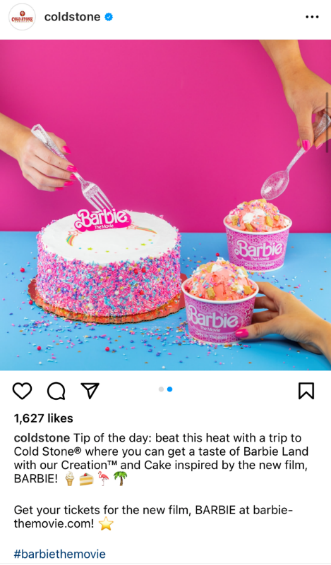 coldstone
Barbie
Barbie
Barbie
1,627 likes
coldstone Tip of the day: beat this heat with a trip to
Cold Stone® where you can get a taste of Barbie Land
with our Creation™ and Cake inspired by the new film,
BARBIE! 🍦🍰🦩🌴
Get your tickets for the new film, BARBIE at barbie-
themovie.com! ⭐
#barbiethemovie